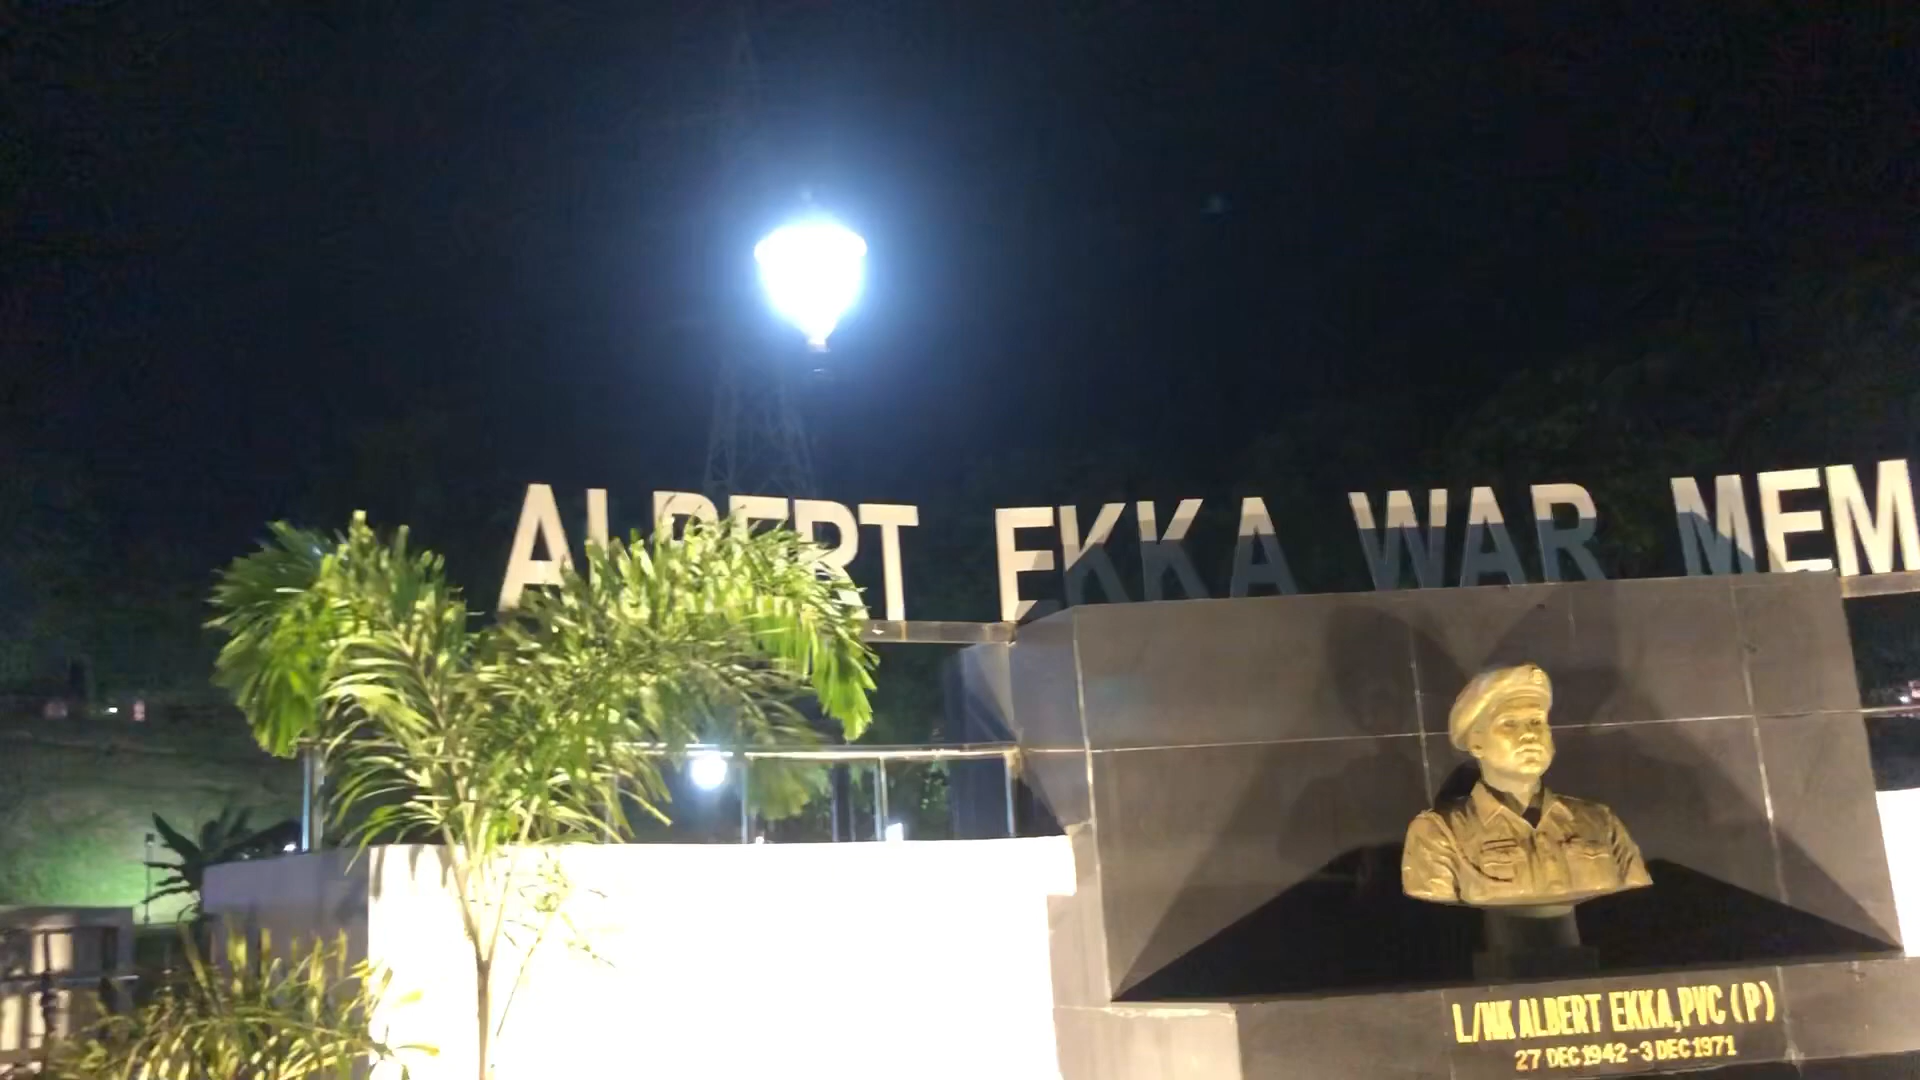 ALBERT EKKA WAR MEM
L/NK ALBERT EKKA, PVC (P)
27 DEC 1942 - 3 DEC 1971